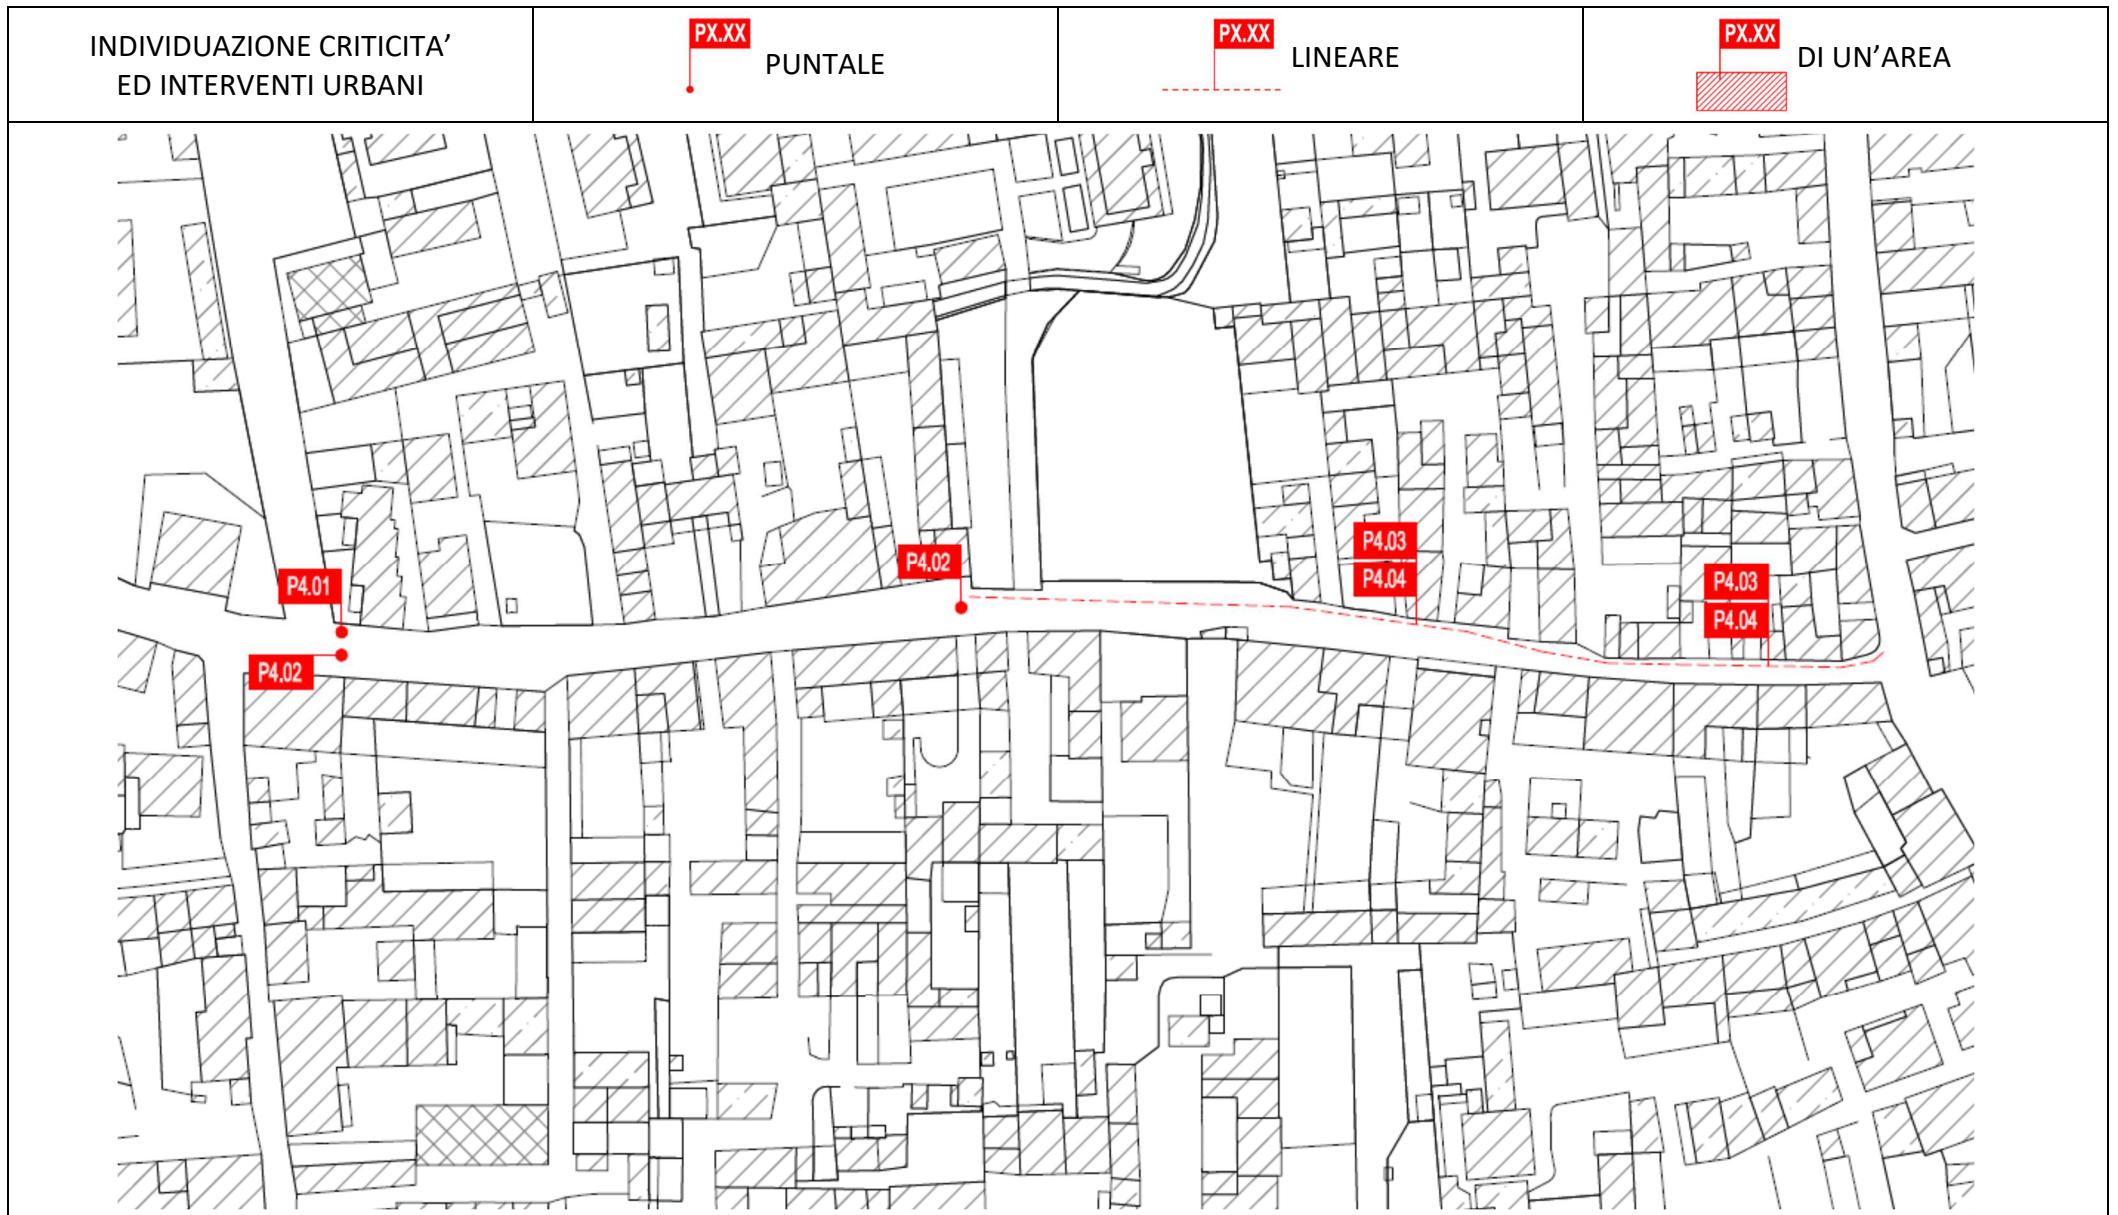 INDIVIDUAZIONE CRITICITA’
ED INTERVENTI URBANI
PX.XX
PUNTALE
PX.XX
LINEARE
PX.XX
DI UN’AREA
P4.01
P4.02
P4.02
P4.03
P4.04
P4.03
P4.04